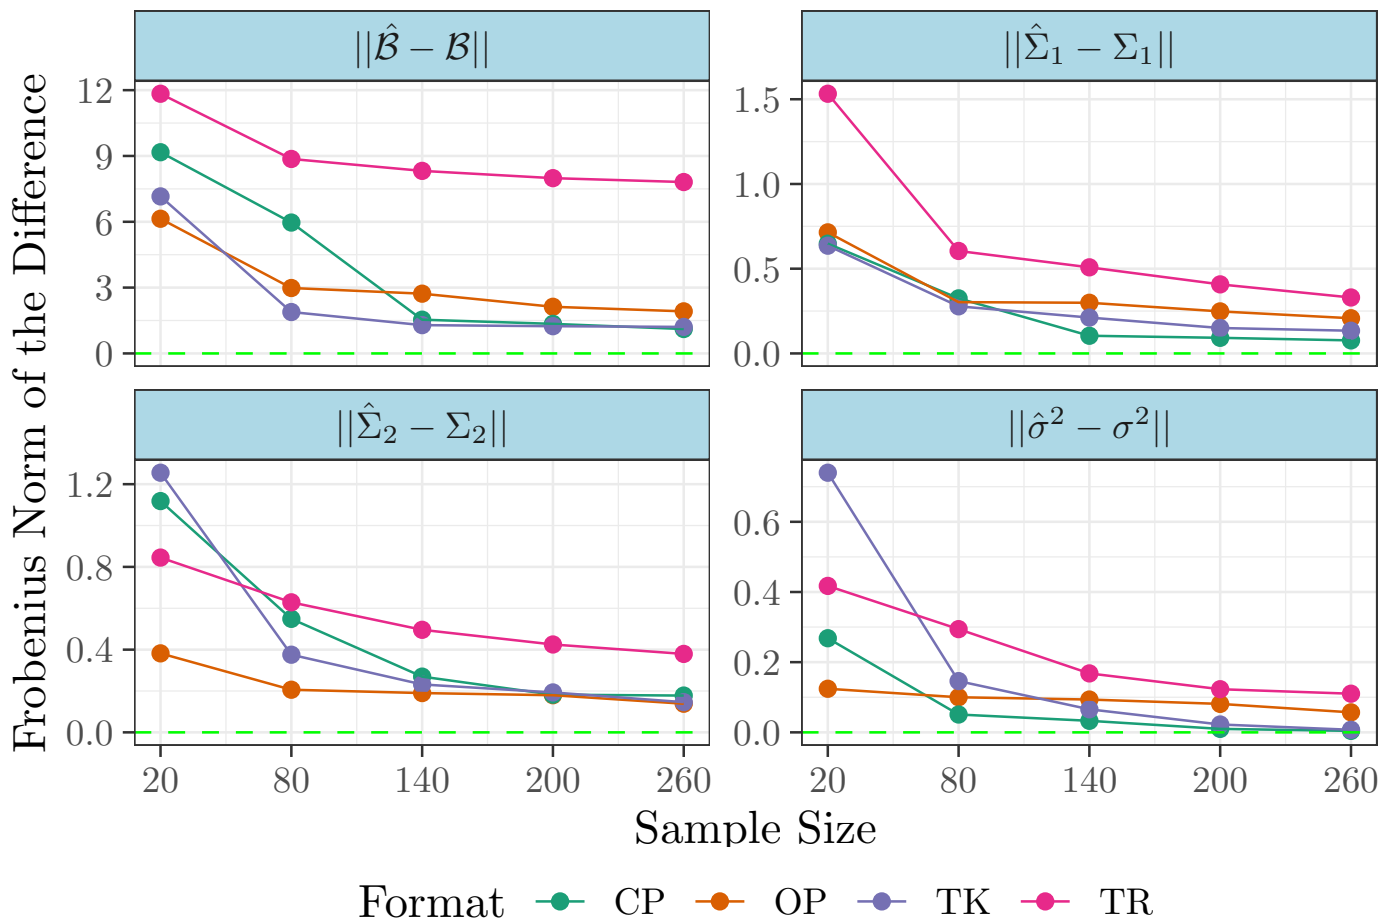 Frobenius Norm of the Difference
||𝓑̂ − 𝓑||
12
9
6
3
0
||Σ̂₁ − Σ₁||
1.5
1.0
0.5
0.0
||Σ̂₂ − Σ₂||
1.2
0.8
0.4
0.0
20 80 140 200 260
||σ̂² − σ²||
0.6
0.4
0.2
0.0
20 80 140 200 260
Sample Size
Format CP OP TK TR